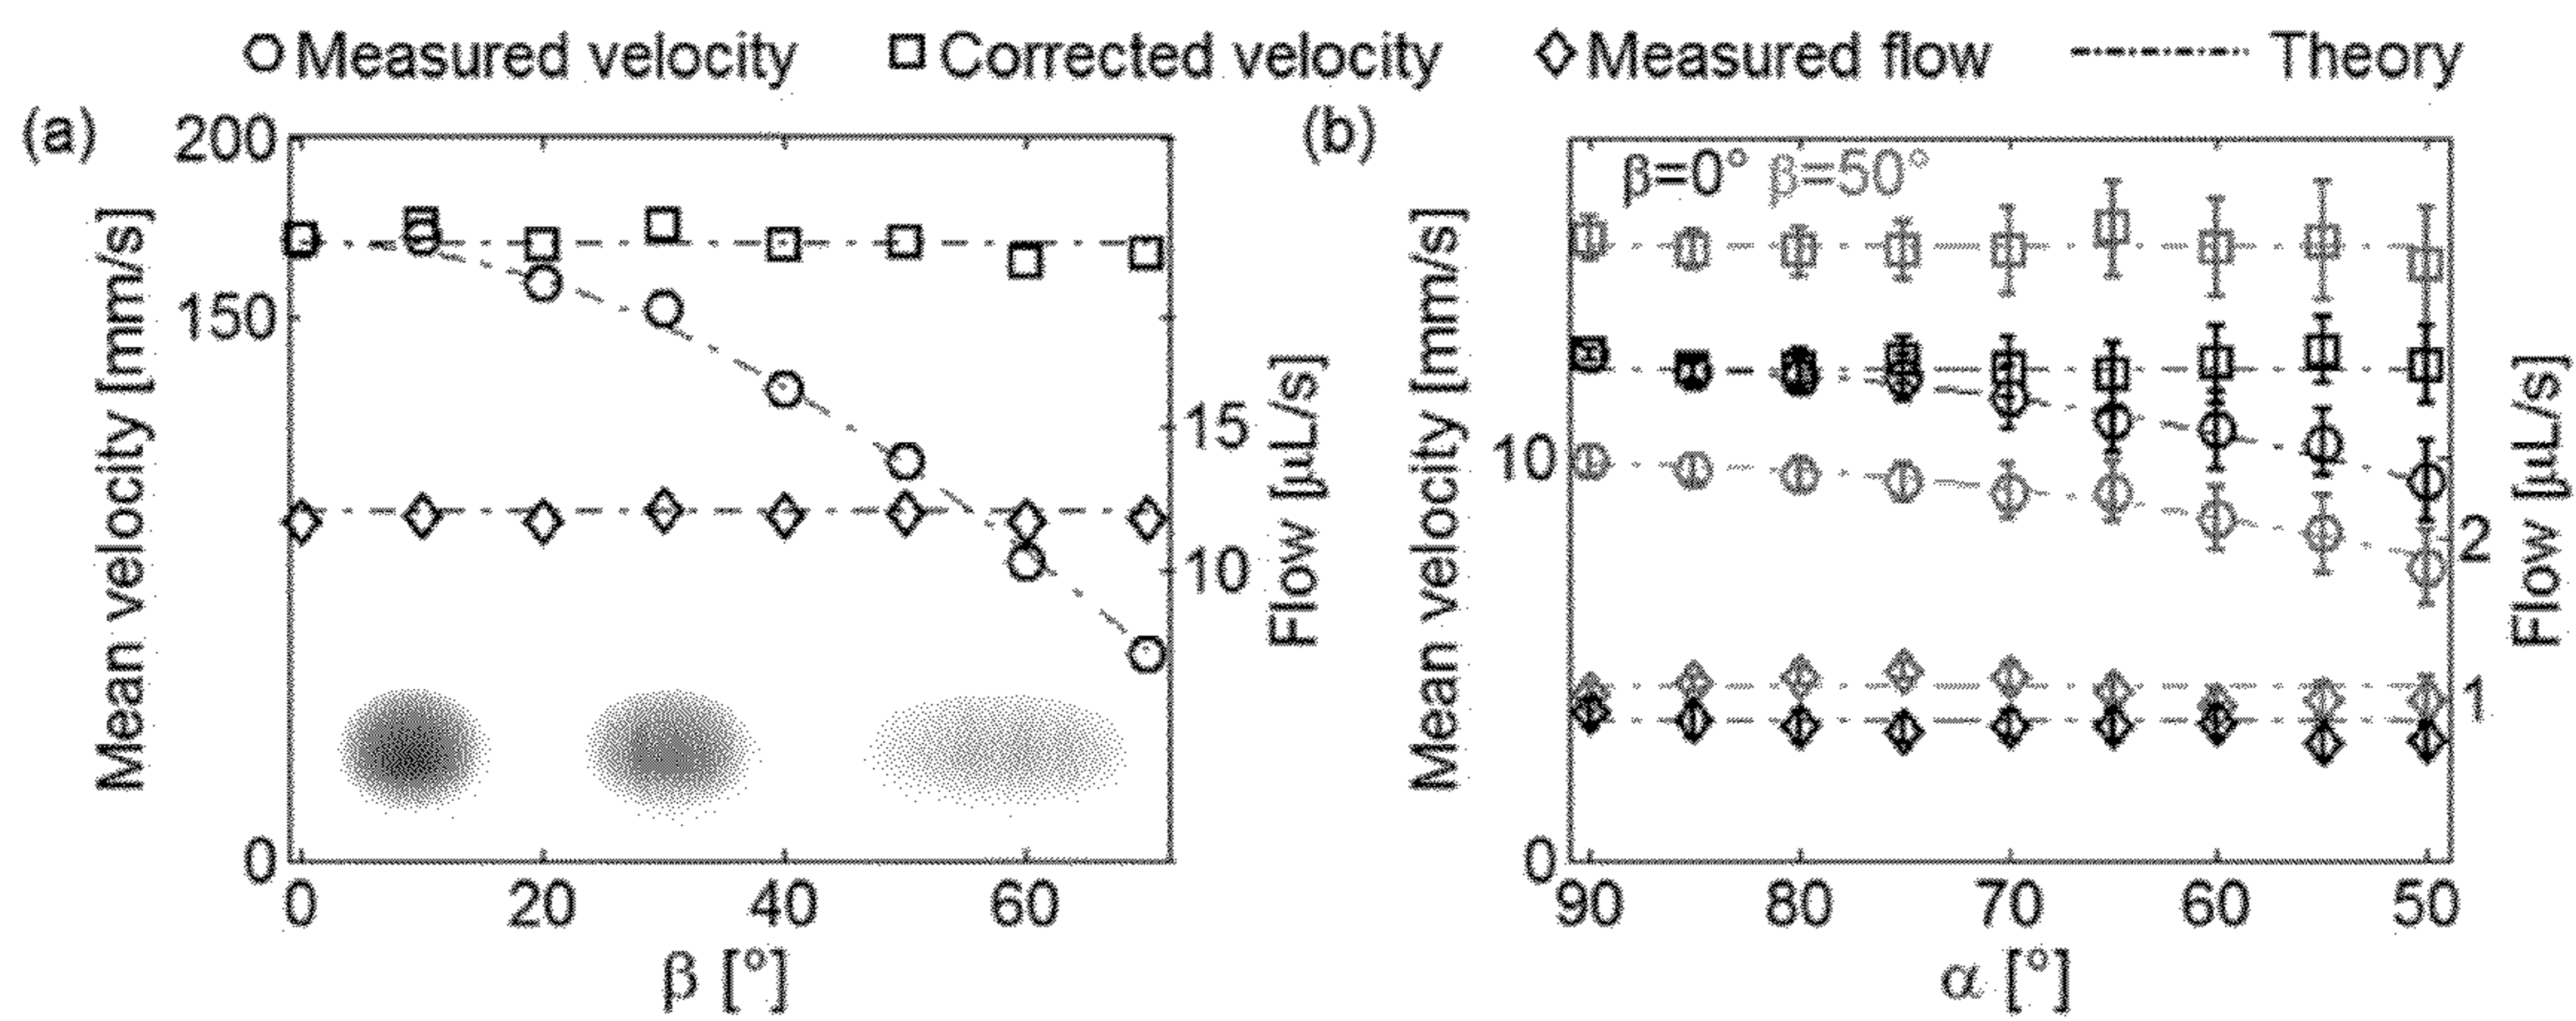 Measured velocity Corrected velocity Measured flow Theory
(a)
200
150
0
Mean velocity [mm/s]
15
10
Flow [µL/s]
0 20 40 60
β [°]
(b)
β=0° β=50°
10
0
Mean velocity [mm/s]
2
1
Flow [µL/s]
90 80 70 60 50
α [°]